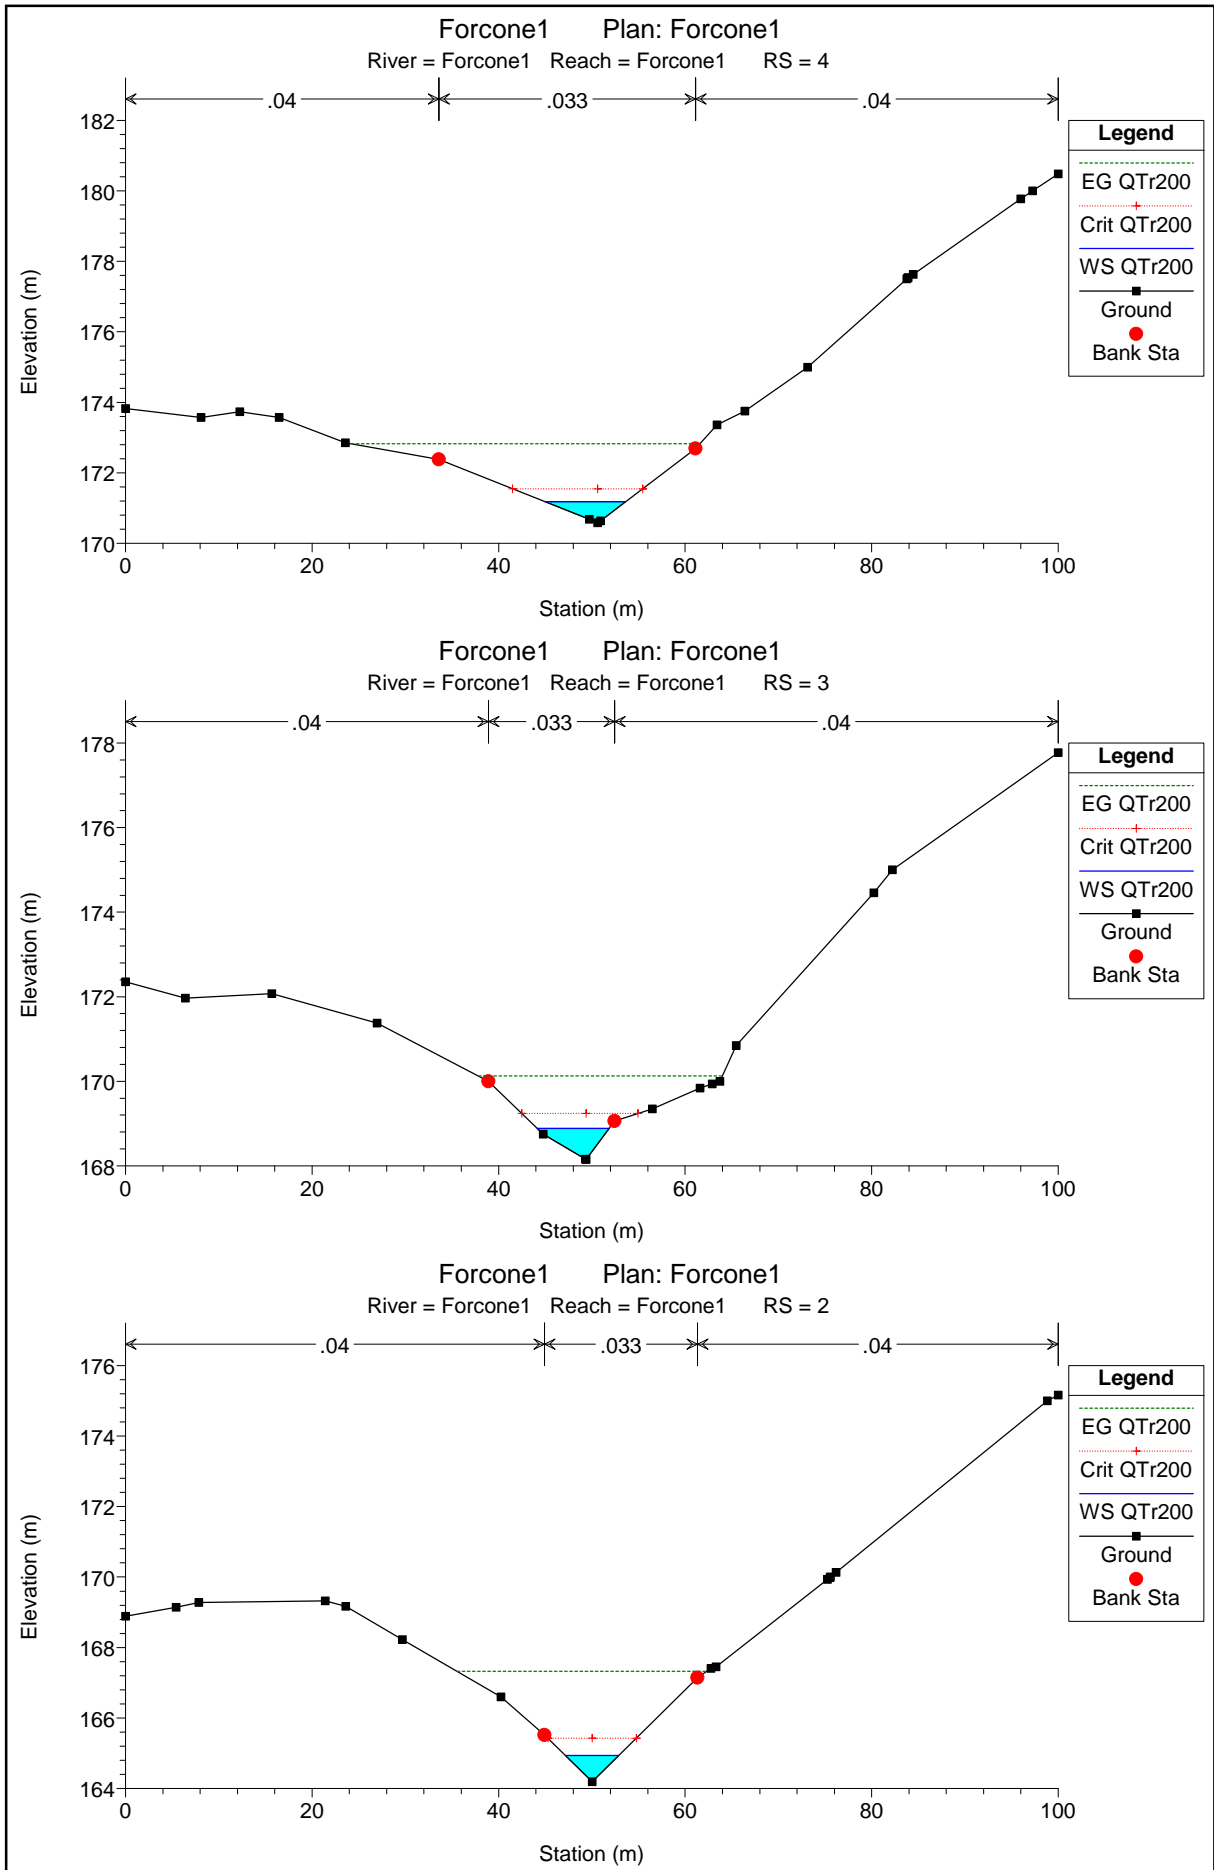 Forcone1 Plan: Forcone1
River = Forcone1 Reach = Forcone1 RS = 4
.04 .033 .04
182
180
178
176
174
172
170
Elevation (m)
0 20 40 60 80 100
Station (m)
Legend
EG QTr200
Crit QTr200
WS QTr200
Ground
Bank Sta
Forcone1 Plan: Forcone1
River = Forcone1 Reach = Forcone1 RS = 3
.04 .033 .04
178
176
174
172
170
168
Elevation (m)
0 20 40 60 80 100
Station (m)
Legend
EG QTr200
Crit QTr200
WS QTr200
Ground
Bank Sta
Forcone1 Plan: Forcone1
River = Forcone1 Reach = Forcone1 RS = 2
.04 .033 .04
176
174
172
170
168
166
164
Elevation (m)
0 20 40 60 80 100
Station (m)
Legend
EG QTr200
Crit QTr200
WS QTr200
Ground
Bank Sta